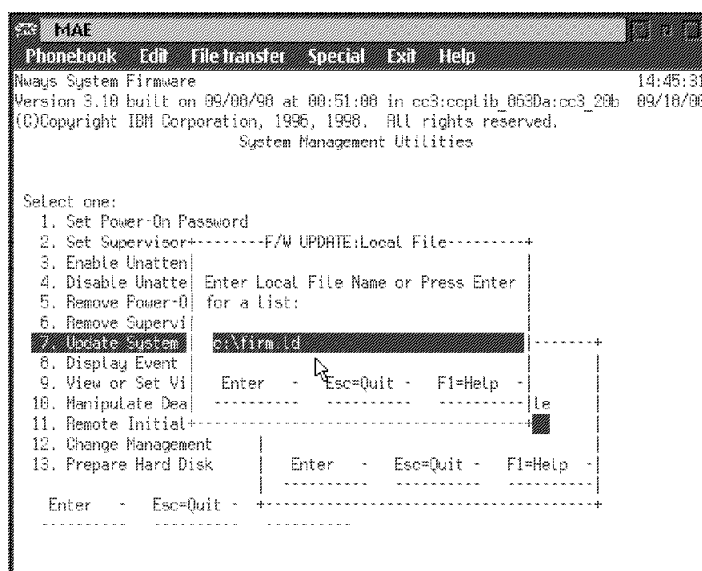 MAE
Phonebook Edit File transfer Special Exit Help
Nways System Firmware 14:45:31
Version 3.10 built on 09/08/98 at 00:51:08 in cc3:ccplib_863Da:cc3_20b 09/18/00
(C)Copyright IBM Corporation, 1996, 1998. All rights reserved.
System Management Utilities
Select one:
1. Set Power-On Password
2. Set Supervisor+--------F/W UPDATE:Local File---------+
3. Enable Unatten|
4. Disable Unatte| Enter Local File Name or Press Enter |
5. Remove Power-O| for a list: |
6. Remove Supervi|
7. Update System | c:\firm.ld |-------+
8. Display Event
9. View or Set Vi| Enter - Esc=Quit - F1=Help -|
10. Manipulate Dea| ---------- ---------- ----------|le
11. Remote Initial+-------------------------------------+
12. Change Management
13. Prepare Hard Disk | Enter - Esc=Quit - F1=Help -|
Enter - Esc=Quit - +---------------------------------------+